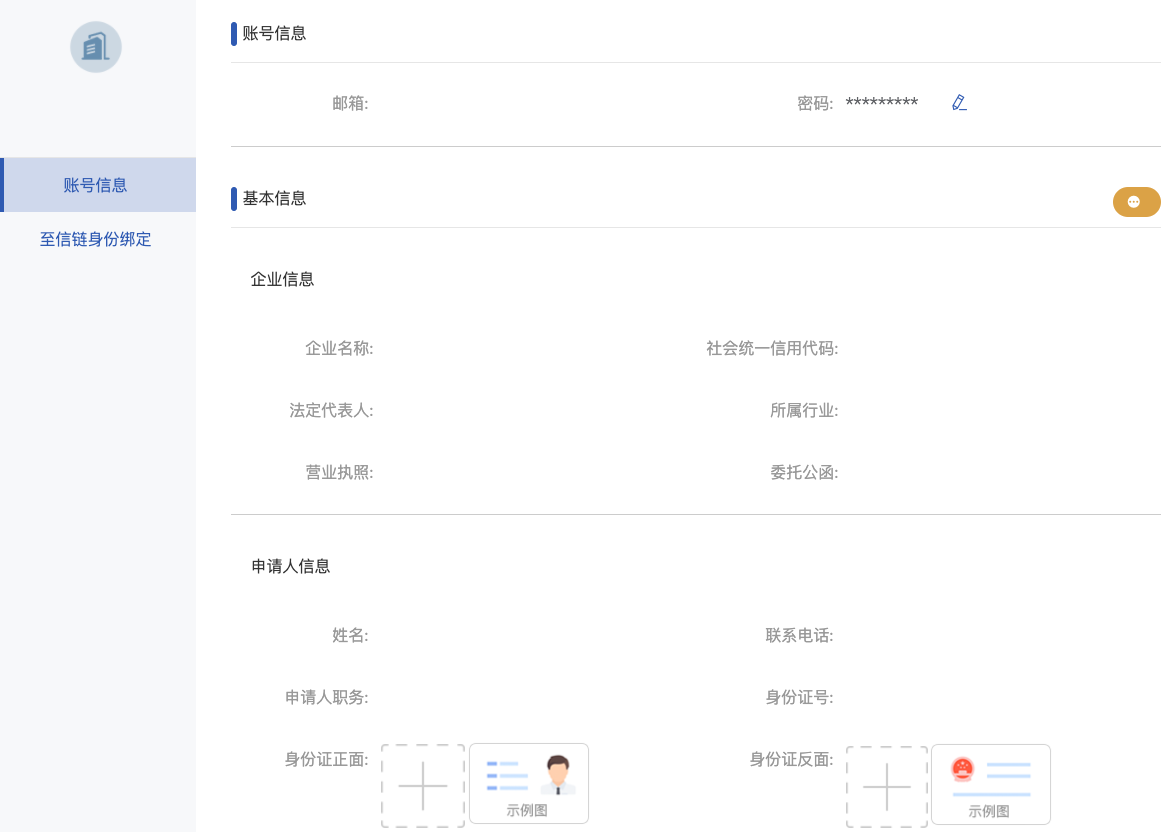 账号信息
至信链身份绑定
账号信息
邮箱: 密码: *********
基本信息
企业信息
企业名称: 社会统一信用代码:
法定代表人: 所属行业:
营业执照: 委托公函:
申请人信息
姓名: 联系电话:
申请人职务: 身份证号:
身份证正面: 身份证反面:
示例图 示例图